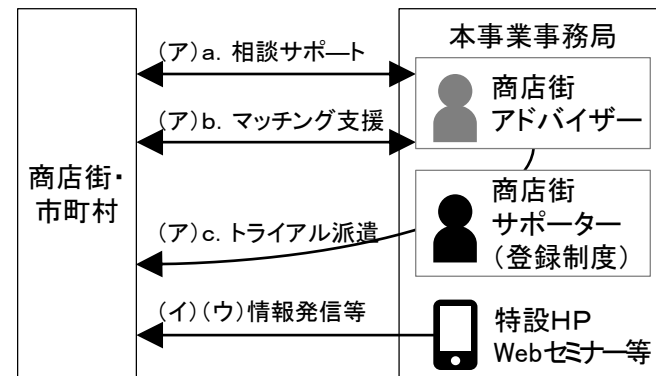 本事業事務局
(ア)a. 相談サポート
商店街
アドバイザー
(ア)b. マッチング支援
商店街・
市町村
商店街
サポーター
(登録制度)
(ア)c. トライアル派遣
(イ)(ウ)情報発信等
特設HP
Webセミナー等